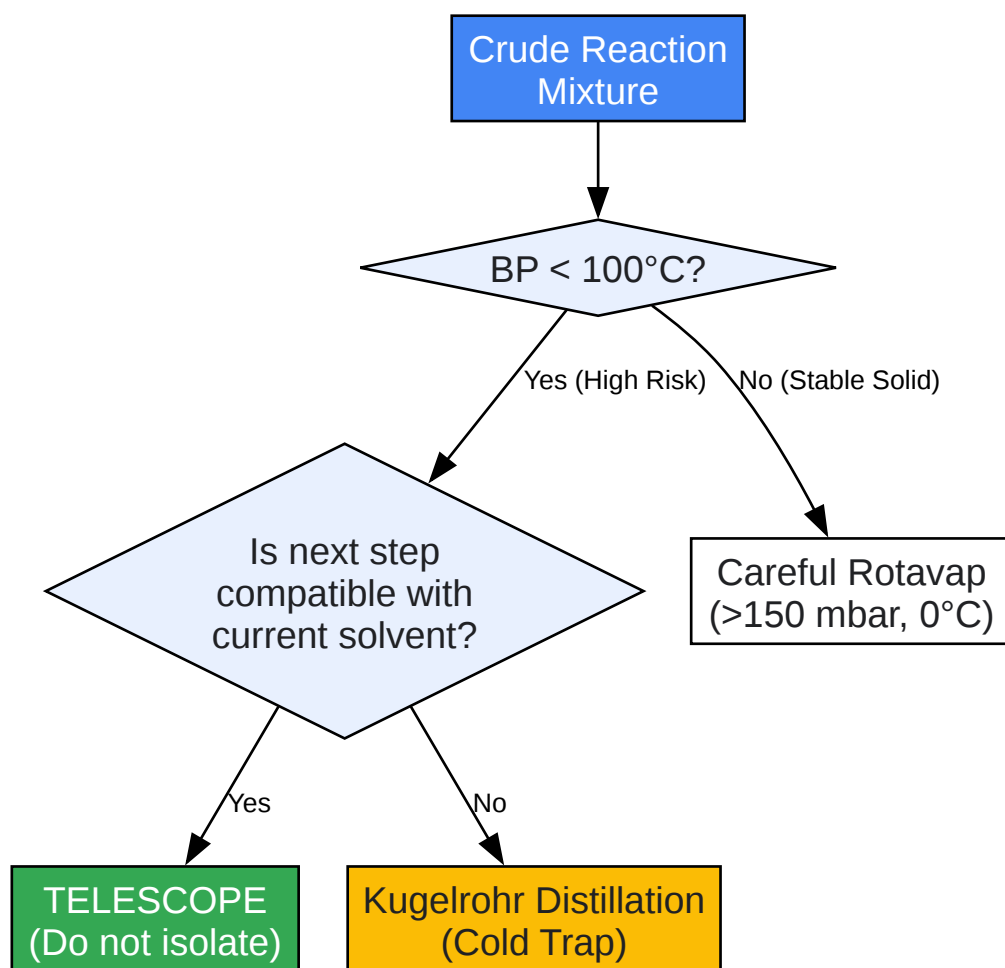 Crude Reaction
Mixture
BP < 100°C?
Yes (High Risk)
No (Stable Solid)
Is next step
compatible with
current solvent?
Careful Rotavap
(>150 mbar, 0°C)
Yes
No
TELESCOPE
(Do not isolate)
Kugelrohr Distillation
(Cold Trap)